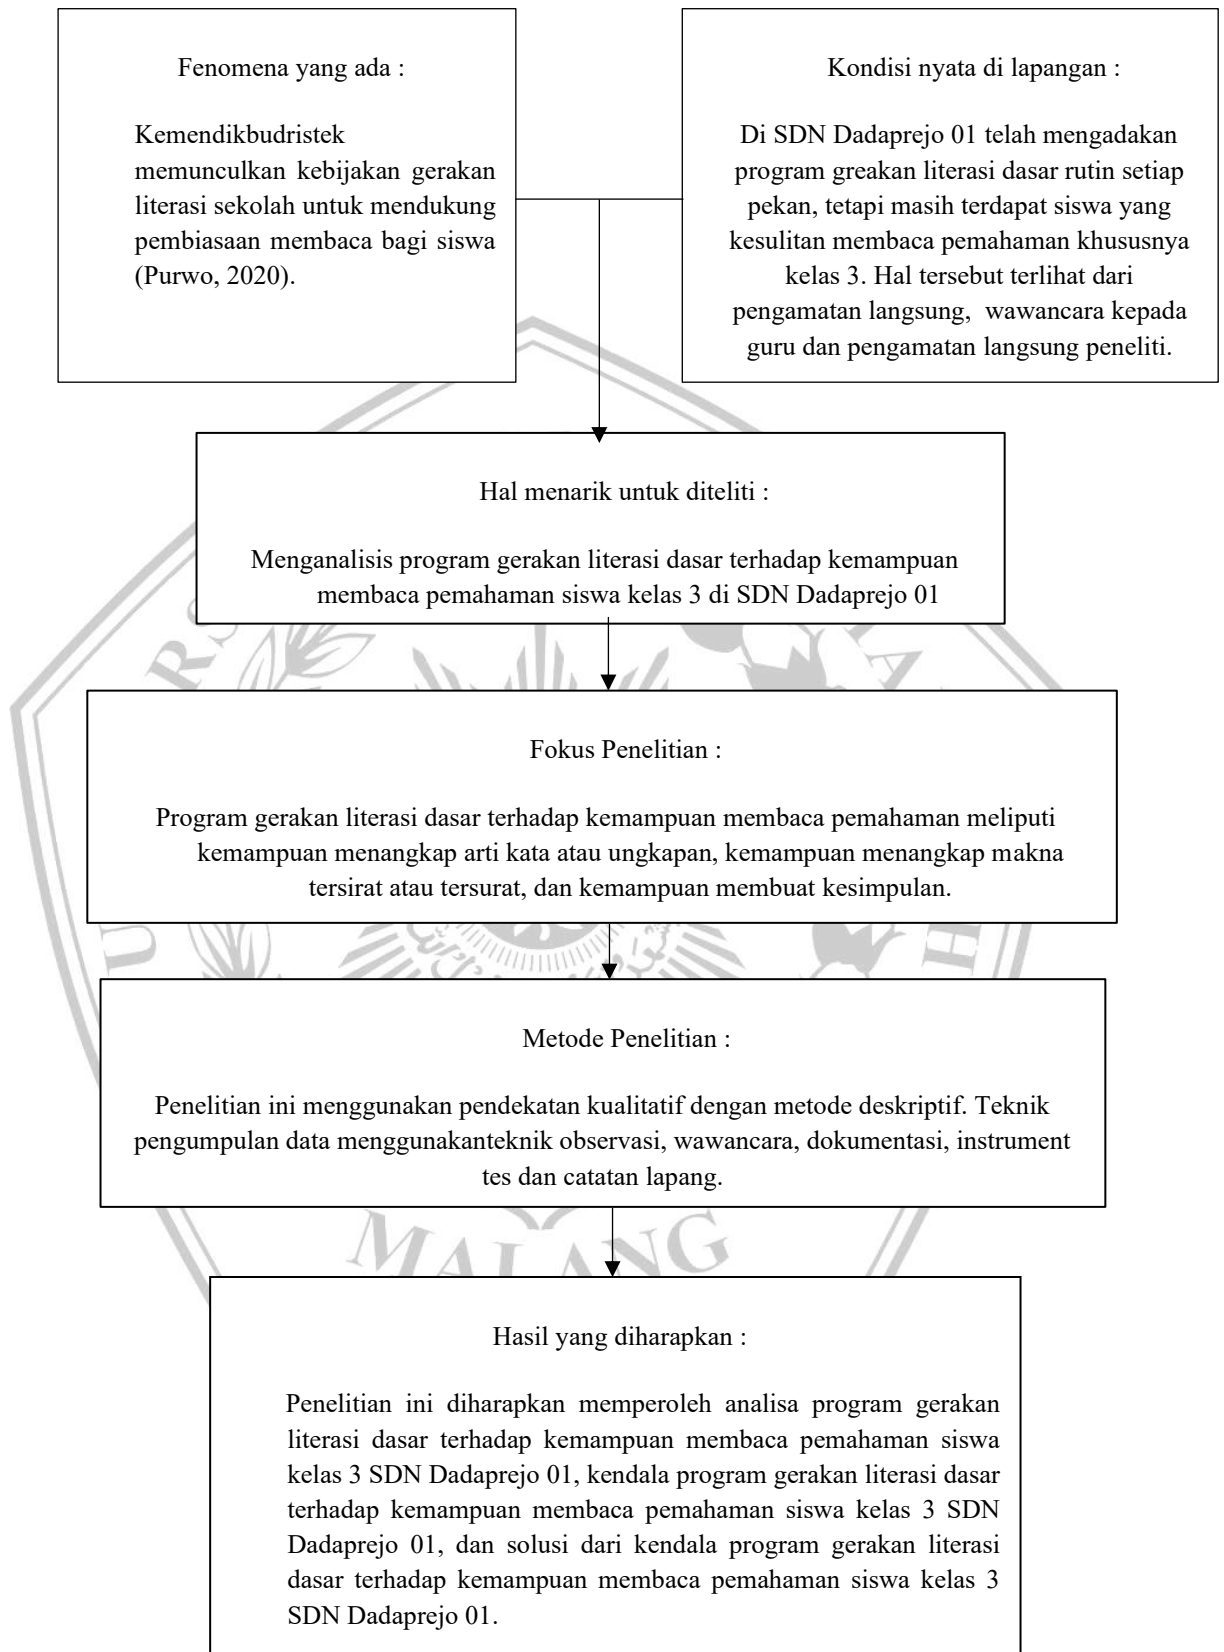 Fenomena yang ada :
Kemendikbudristek
memunculkan kebijakan gerakan
literasi sekolah untuk mendukung
pembiasaan membaca bagi siswa
(Purwo, 2020).
Kondisi nyata di lapangan :
Di SDN Dadaprejo 01 telah mengadakan
program greakan literasi dasar rutin setiap
pekan, tetapi masih terdapat siswa yang
kesulitan membaca pemahaman khususnya
kelas 3. Hal tersebut terlihat dari
pengamatan langsung, wawancara kepada
guru dan pengamatan langsung peneliti.
Hal menarik untuk diteliti :
Menganalisis program gerakan literasi dasar terhadap kemampuan
membaca pemahaman siswa kelas 3 di SDN Dadaprejo 01
Fokus Penelitian :
Program gerakan literasi dasar terhadap kemampuan membaca pemahaman meliputi
kemampuan menangkap arti kata atau ungkapan, kemampuan menangkap makna
tersirat atau tersurat, dan kemampuan membuat kesimpulan.
Metode Penelitian :
Penelitian ini menggunakan pendekatan kualitatif dengan metode deskriptif. Teknik
pengumpulan data menggunakanteknik observasi, wawancara, dokumentasi, instrument
tes dan catatan lapang.
MALANG
Hasil yang diharapkan :
Penelitian ini diharapkan memperoleh analisa program gerakan
literasi dasar terhadap kemampuan membaca pemahaman siswa
kelas 3 SDN Dadaprejo 01, kendala program gerakan literasi dasar
terhadap kemampuan membaca pemahaman siswa kelas 3 SDN
Dadaprejo 01, dan solusi dari kendala program gerakan literasi
dasar terhadap kemampuan membaca pemahaman siswa kelas 3
SDN Dadaprejo 01.